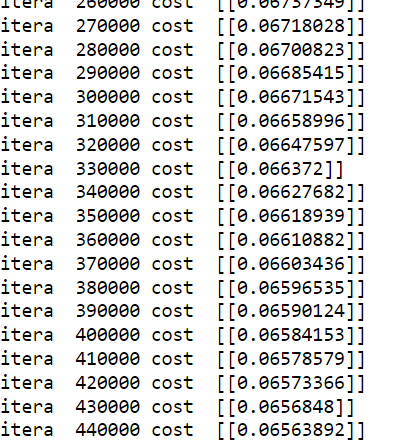 itera  260000 cost  [[0.06737349]]
itera  270000 cost  [[0.06718028]]
itera  280000 cost  [[0.06700823]]
itera  290000 cost  [[0.06685415]]
itera  300000 cost  [[0.06671543]]
itera  310000 cost  [[0.06658996]]
itera  320000 cost  [[0.06647597]]
itera  330000 cost  [[0.066372]]
itera  340000 cost  [[0.06627682]]
itera  350000 cost  [[0.06618939]]
itera  360000 cost  [[0.06610882]]
itera  370000 cost  [[0.06603436]]
itera  380000 cost  [[0.06596535]]
itera  390000 cost  [[0.06590124]]
itera  400000 cost  [[0.06584153]]
itera  410000 cost  [[0.06578579]]
itera  420000 cost  [[0.06573366]]
itera  430000 cost  [[0.0656848]]
itera  440000 cost  [[0.06563892]]